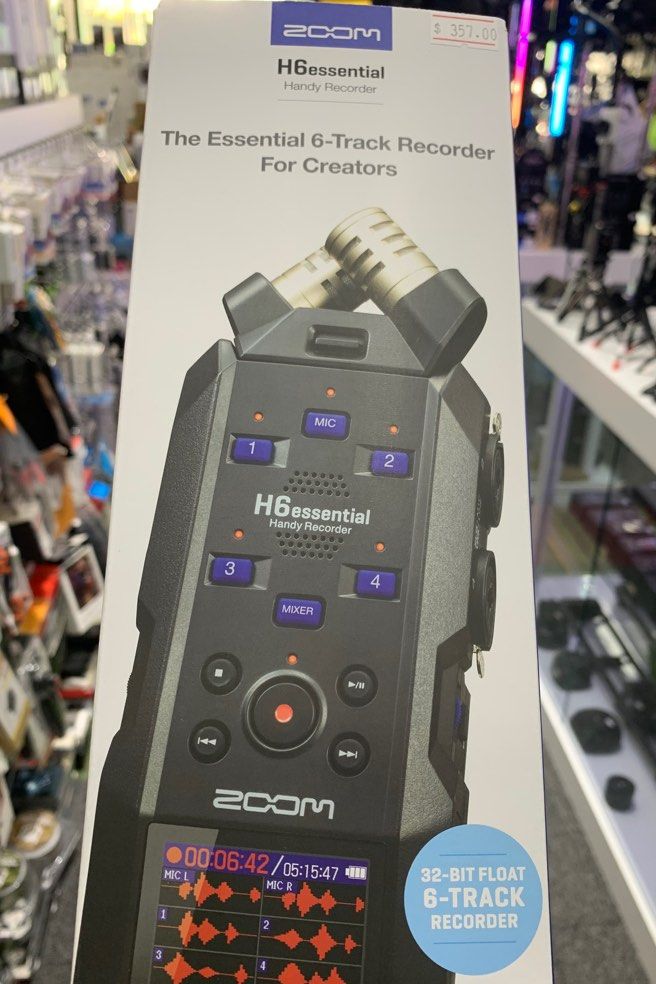 ZOOM
$ 357.00
H6essential
Handy Recorder
The Essential 6-Track Recorder
For Creators
MIC
1
2
H6essential
Handy Recorder
3
4
MIXER
ZOOM
00:06:42/05:15:47
MIC L
MIC R
1
2
3
4
32-BIT FLOAT
6-TRACK
RECORDER